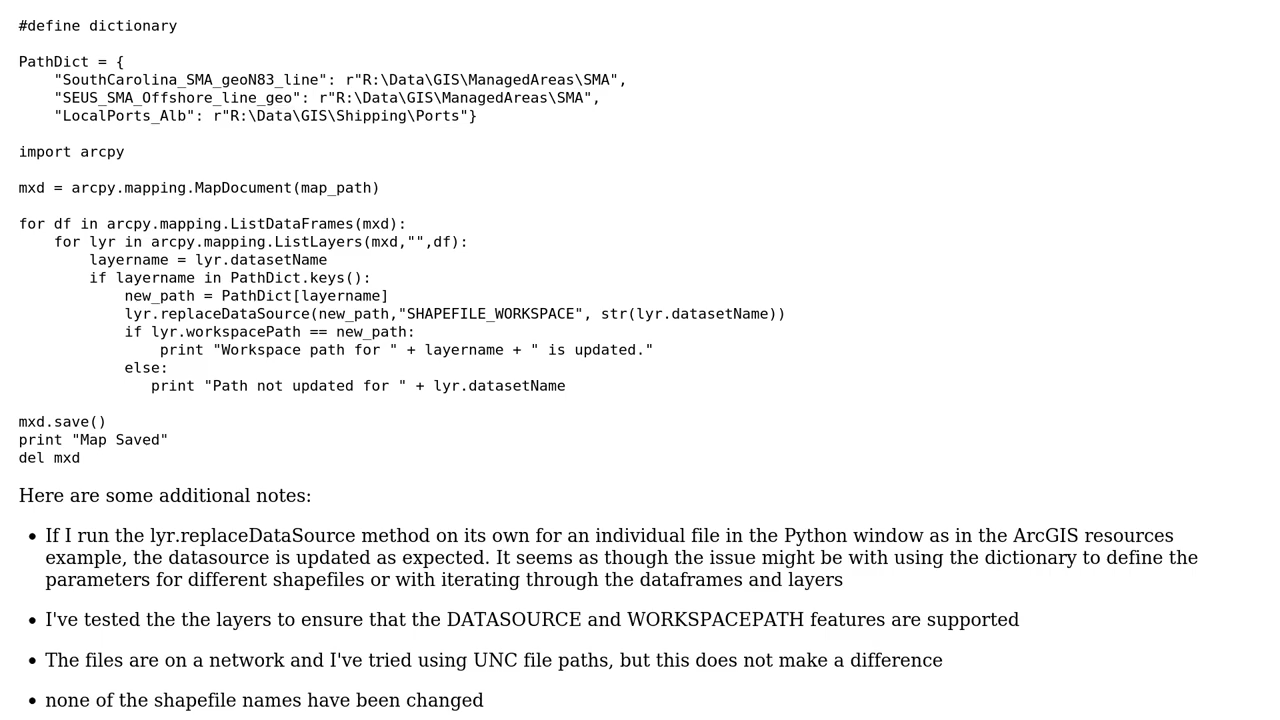 #define dictionary
PathDict = {
    "SouthCarolina_SMA_geoN83_line": r"R:\Data\GIS\ManagedAreas\SMA",
    "SEUS_SMA_Offshore_line_geo": r"R:\Data\GIS\ManagedAreas\SMA",
    "LocalPorts_Alb": r"R:\Data\GIS\Shipping\Ports"}
import arcpy
mxd = arcpy.mapping.MapDocument(map_path)
for df in arcpy.mapping.ListDataFrames(mxd):
    for lyr in arcpy.mapping.ListLayers(mxd,"",df):
        layername = lyr.datasetName
        if layername in PathDict.keys():
            new_path = PathDict[layername]
            lyr.replaceDataSource(new_path,"SHAPEFILE_WORKSPACE", str(lyr.datasetName))
            if lyr.workspacePath == new_path:
                print "Workspace path for " + layername + " is updated."
            else:
               print "Path not updated for " + lyr.datasetName
mxd.save()
print "Map Saved"
del mxd
Here are some additional notes:
• If I run the lyr.replaceDataSource method on its own for an individual file in the Python window as in the ArcGIS resources
example, the datasource is updated as expected. It seems as though the issue might be with using the dictionary to define the
parameters for different shapefiles or with iterating through the dataframes and layers
• I've tested the the layers to ensure that the DATASOURCE and WORKSPACEPATH features are supported
• The files are on a network and I've tried using UNC file paths, but this does not make a difference
• none of the shapefile names have been changed